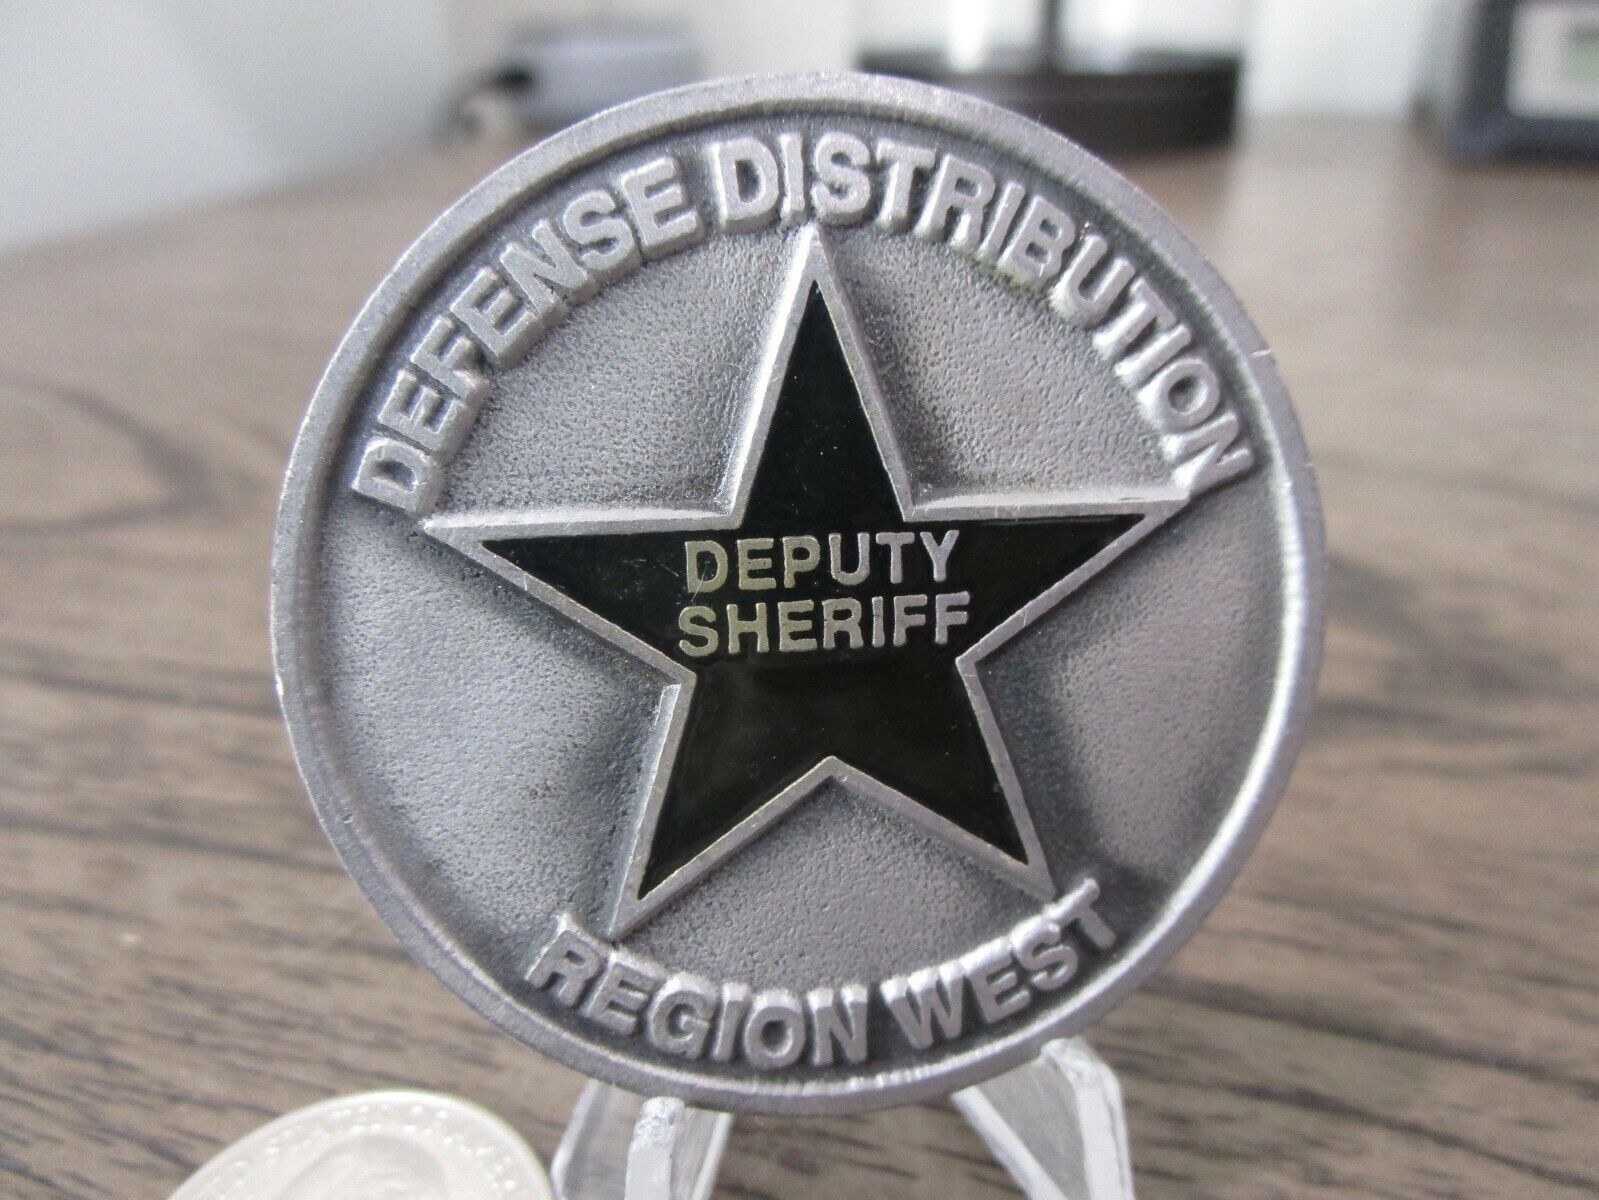 DEFENSE DISTRIBUTION
DEPUTY
SHERIFF
REGION WEST